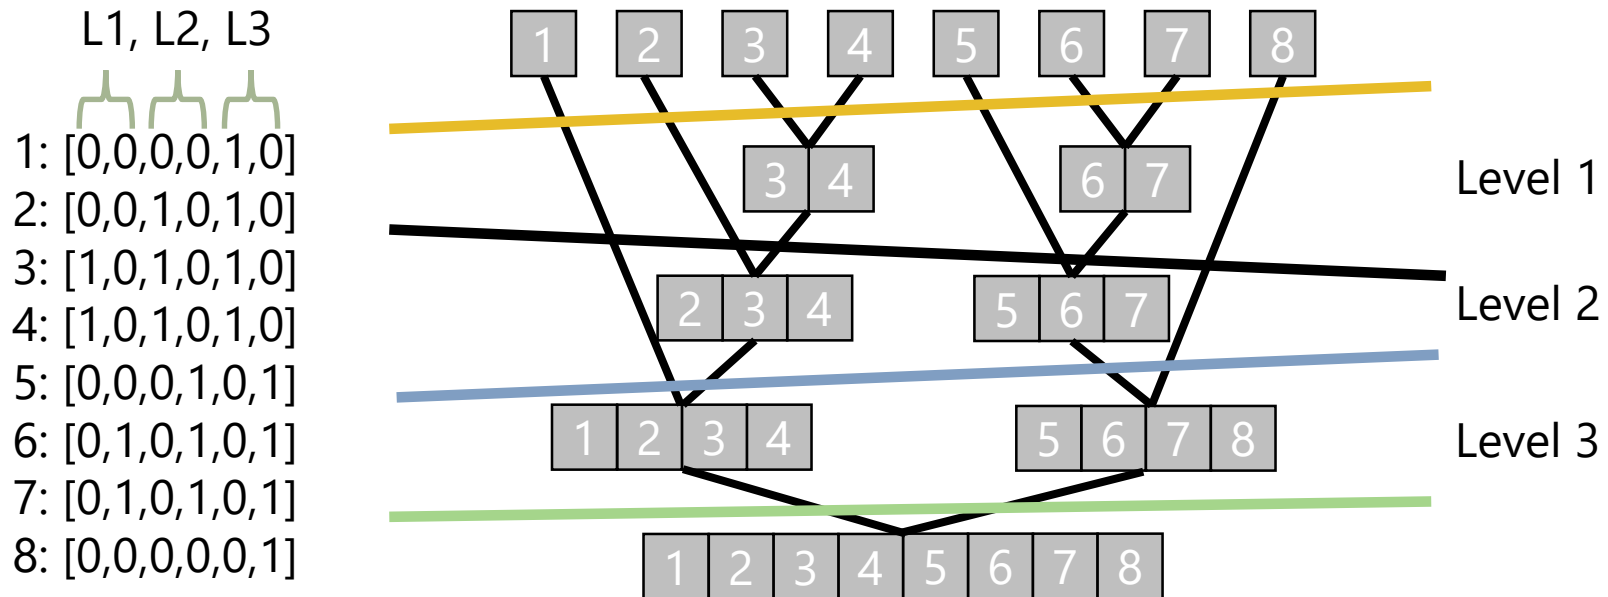 L1, L2, L3
1: [0,0,0,0,1,0]
2: [0,0,1,0,1,0]
3: [1,0,1,0,1,0]
4: [1,0,1,0,1,0]
5: [0,0,0,1,0,1]
6: [0,1,0,1,0,1]
7: [0,1,0,1,0,1]
8: [0,0,0,0,0,1]
1 2 3 4 5 6 7 8
3 4 6 7
Level 1
2 3 4 5 6 7
Level 2
1 2 3 4 5 6 7 8
Level 3
1 2 3 4 5 6 7 8